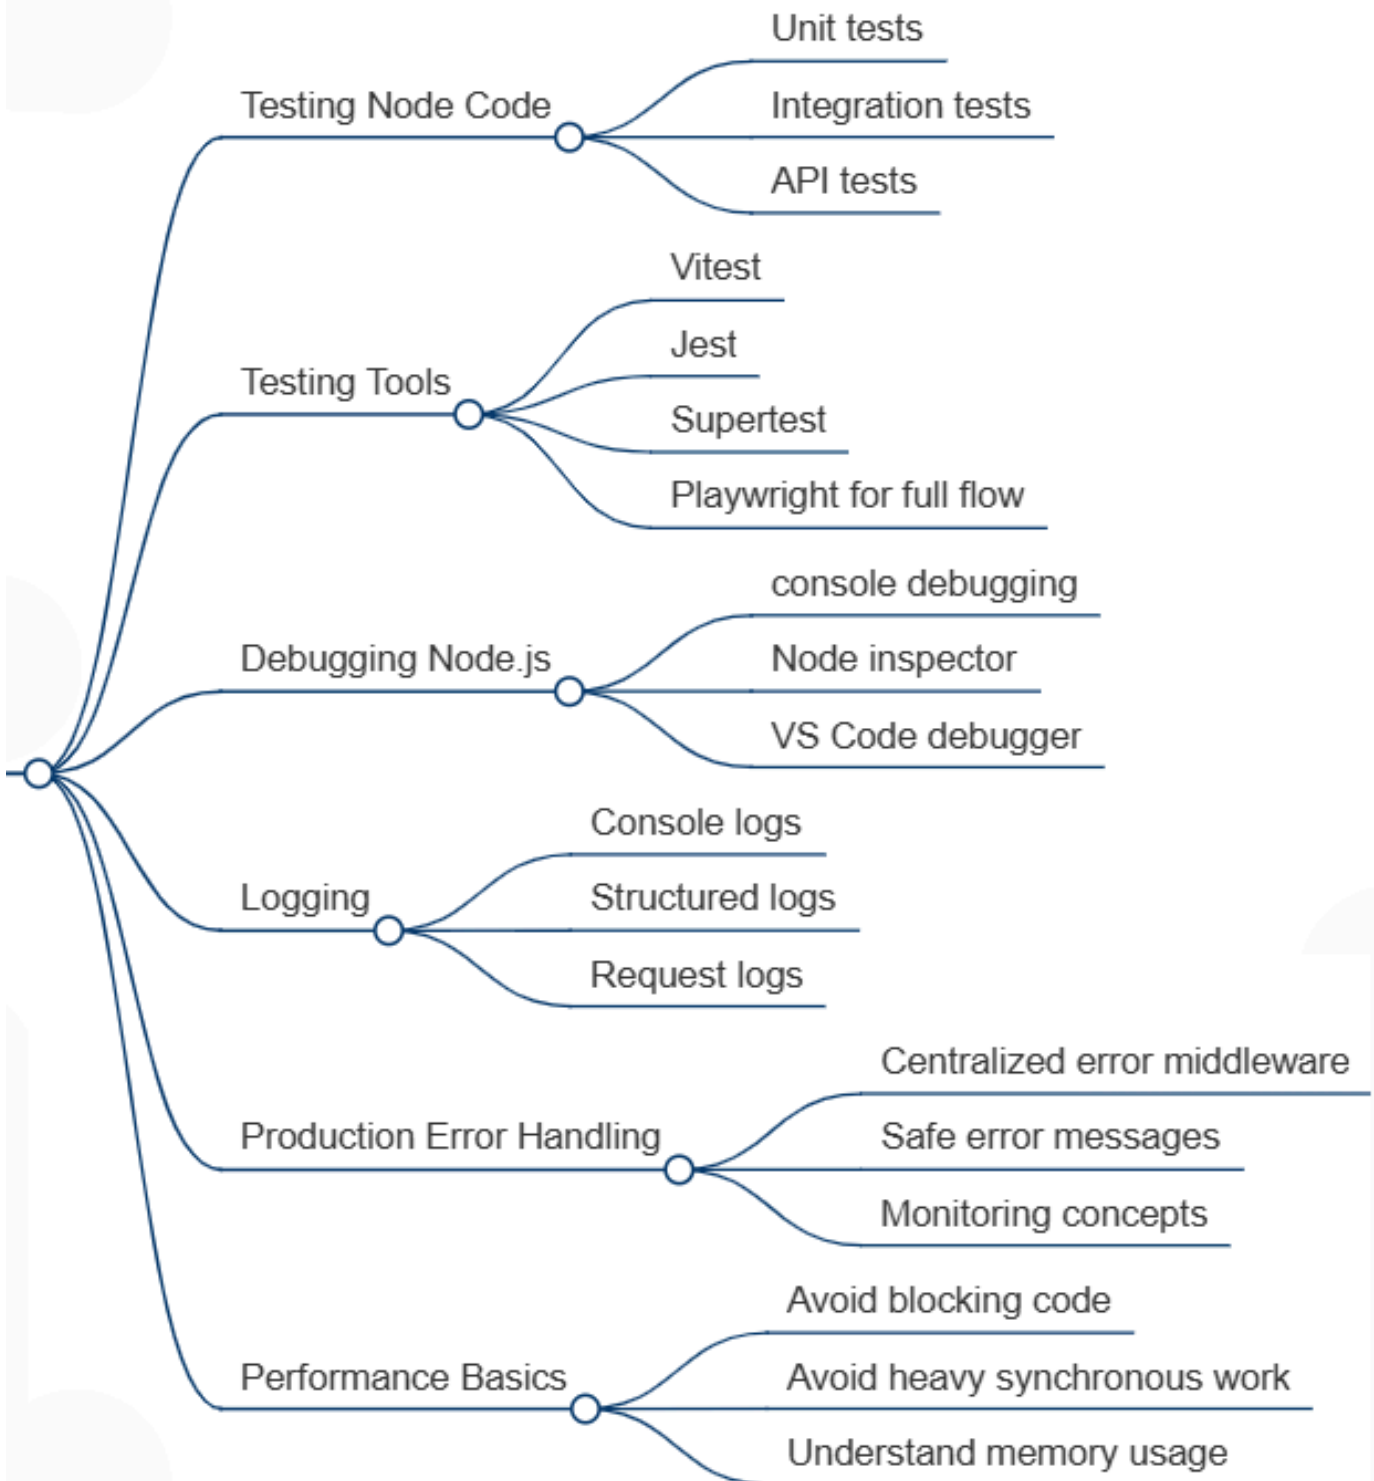 Unit tests
Testing Node Code
Integration tests
API tests
Vitest
Jest
Testing Tools
Supertest
Playwright for full flow
console debugging
Debugging Node.js
Node inspector
VS Code debugger
Console logs
Logging
Structured logs
Request logs
Centralized error middleware
Production Error Handling
Safe error messages
Monitoring concepts
Avoid blocking code
Performance Basics
Avoid heavy synchronous work
Understand memory usage